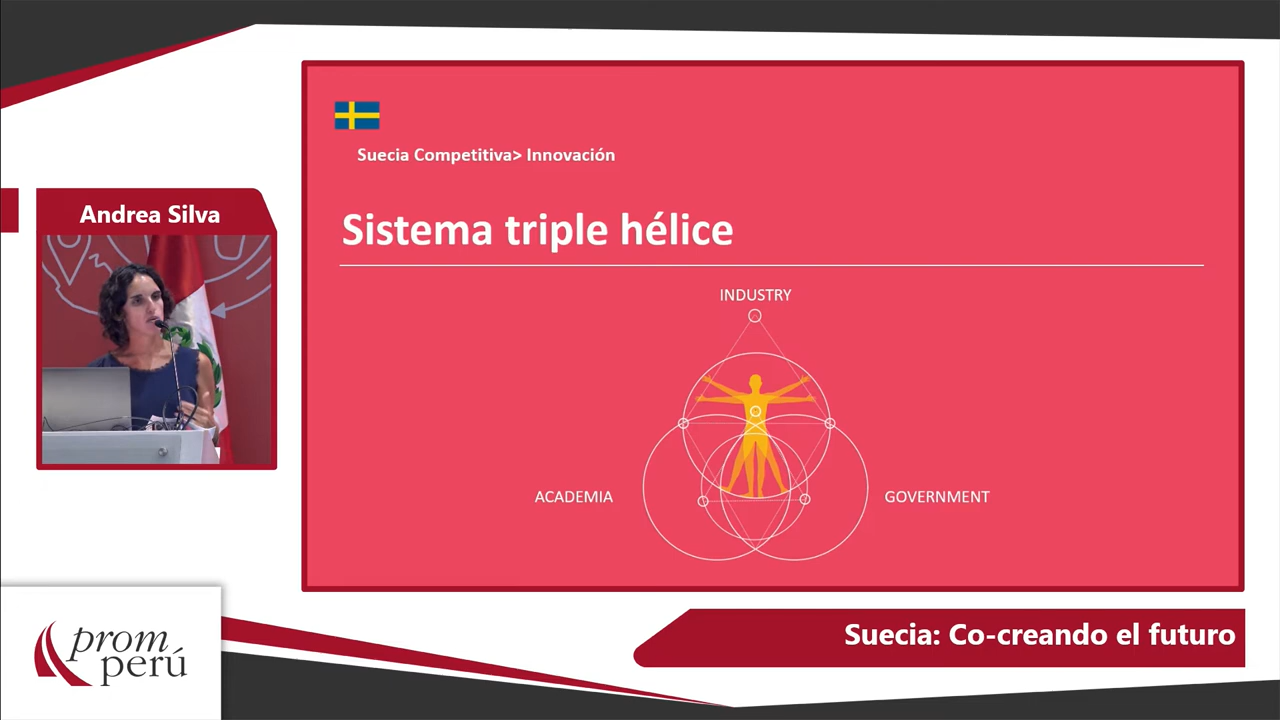 Andrea Silva
Suecia Competitiva> Innovación
Sistema triple hélice
INDUSTRY
ACADEMIA
GOVERNMENT
prom
perú
Suecia: Co-creando el futuro